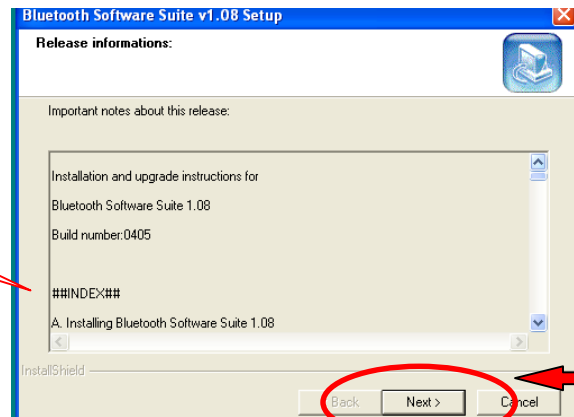 Bluetooth Software Suite v1.08 Setup
Release informations:
Important notes about this release:
Installation and upgrade instructions for
Bluetooth Software Suite 1.08
Build number:0405
##INDEX##
A. Installing Bluetooth Software Suite 1.08
InstallShield
Back Next > Cancel